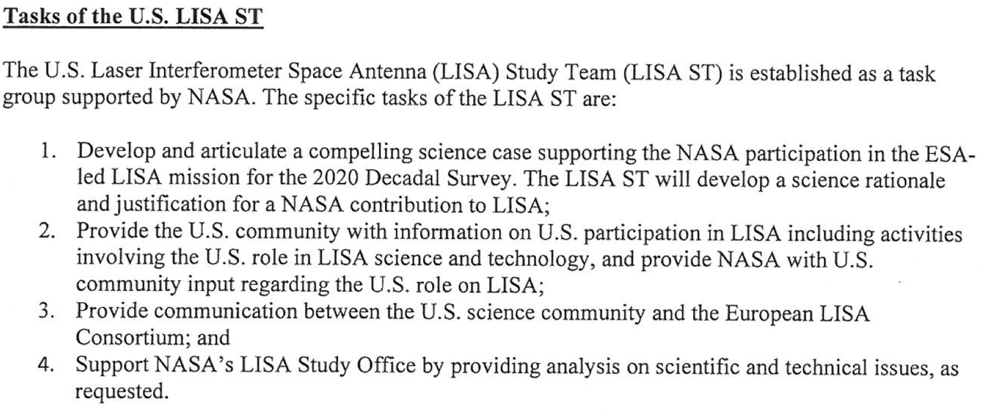 Tasks of the U.S. LISA ST
The U.S. Laser Interferometer Space Antenna (LISA) Study Team (LISA ST) is established as a task
group supported by NASA. The specific tasks of the LISA ST are:
1. Develop and articulate a compelling science case supporting the NASA participation in the ESA-
led LISA mission for the 2020 Decadal Survey. The LISA ST will develop a science rationale
and justification for a NASA contribution to LISA;
2. Provide the U.S. community with information on U.S. participation in LISA including activities
involving the U.S. role in LISA science and technology, and provide NASA with U.S.
community input regarding the U.S. role on LISA;
3. Provide communication between the U.S. science community and the European LISA
Consortium; and
4. Support NASA’s LISA Study Office by providing analysis on scientific and technical issues, as
requested.